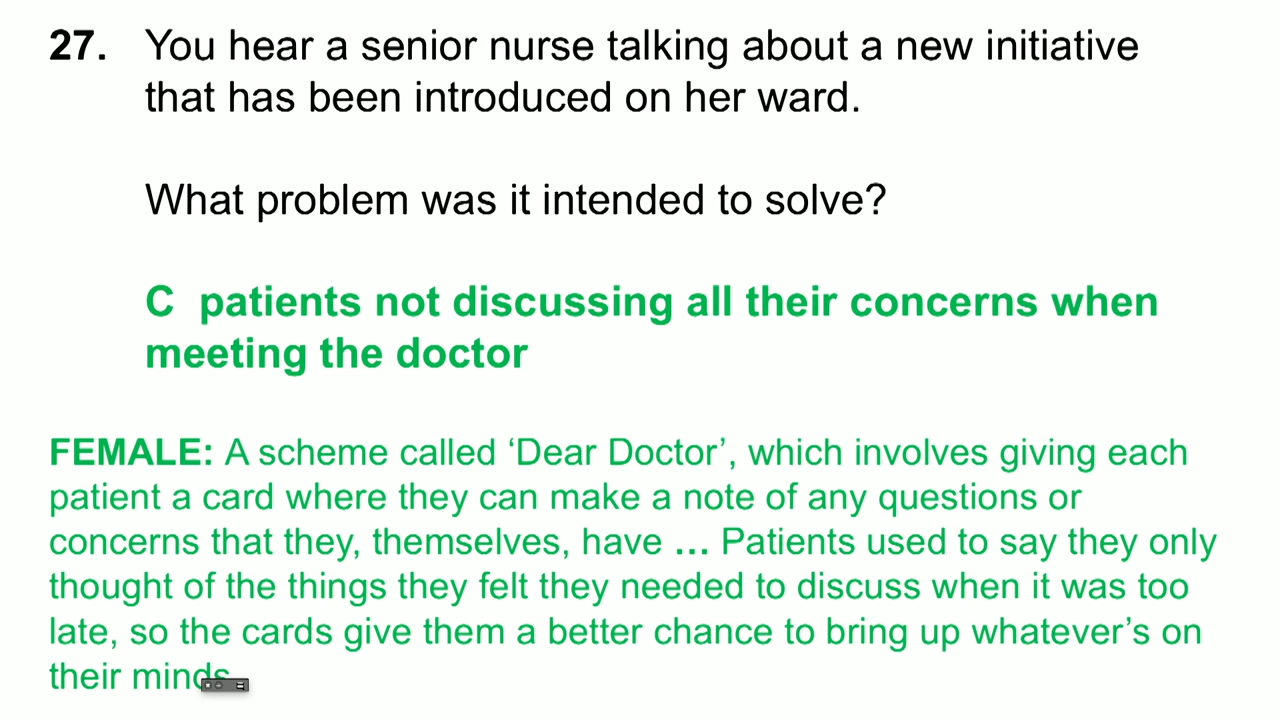 27. You hear a senior nurse talking about a new initiative
that has been introduced on her ward.
What problem was it intended to solve?
C patients not discussing all their concerns when
meeting the doctor
FEMALE: A scheme called ‘Dear Doctor’, which involves giving each
patient a card where they can make a note of any questions or
concerns that they, themselves, have ... Patients used to say they only
thought of the things they felt they needed to discuss when it was too
late, so the cards give them a better chance to bring up whatever’s on
their minds